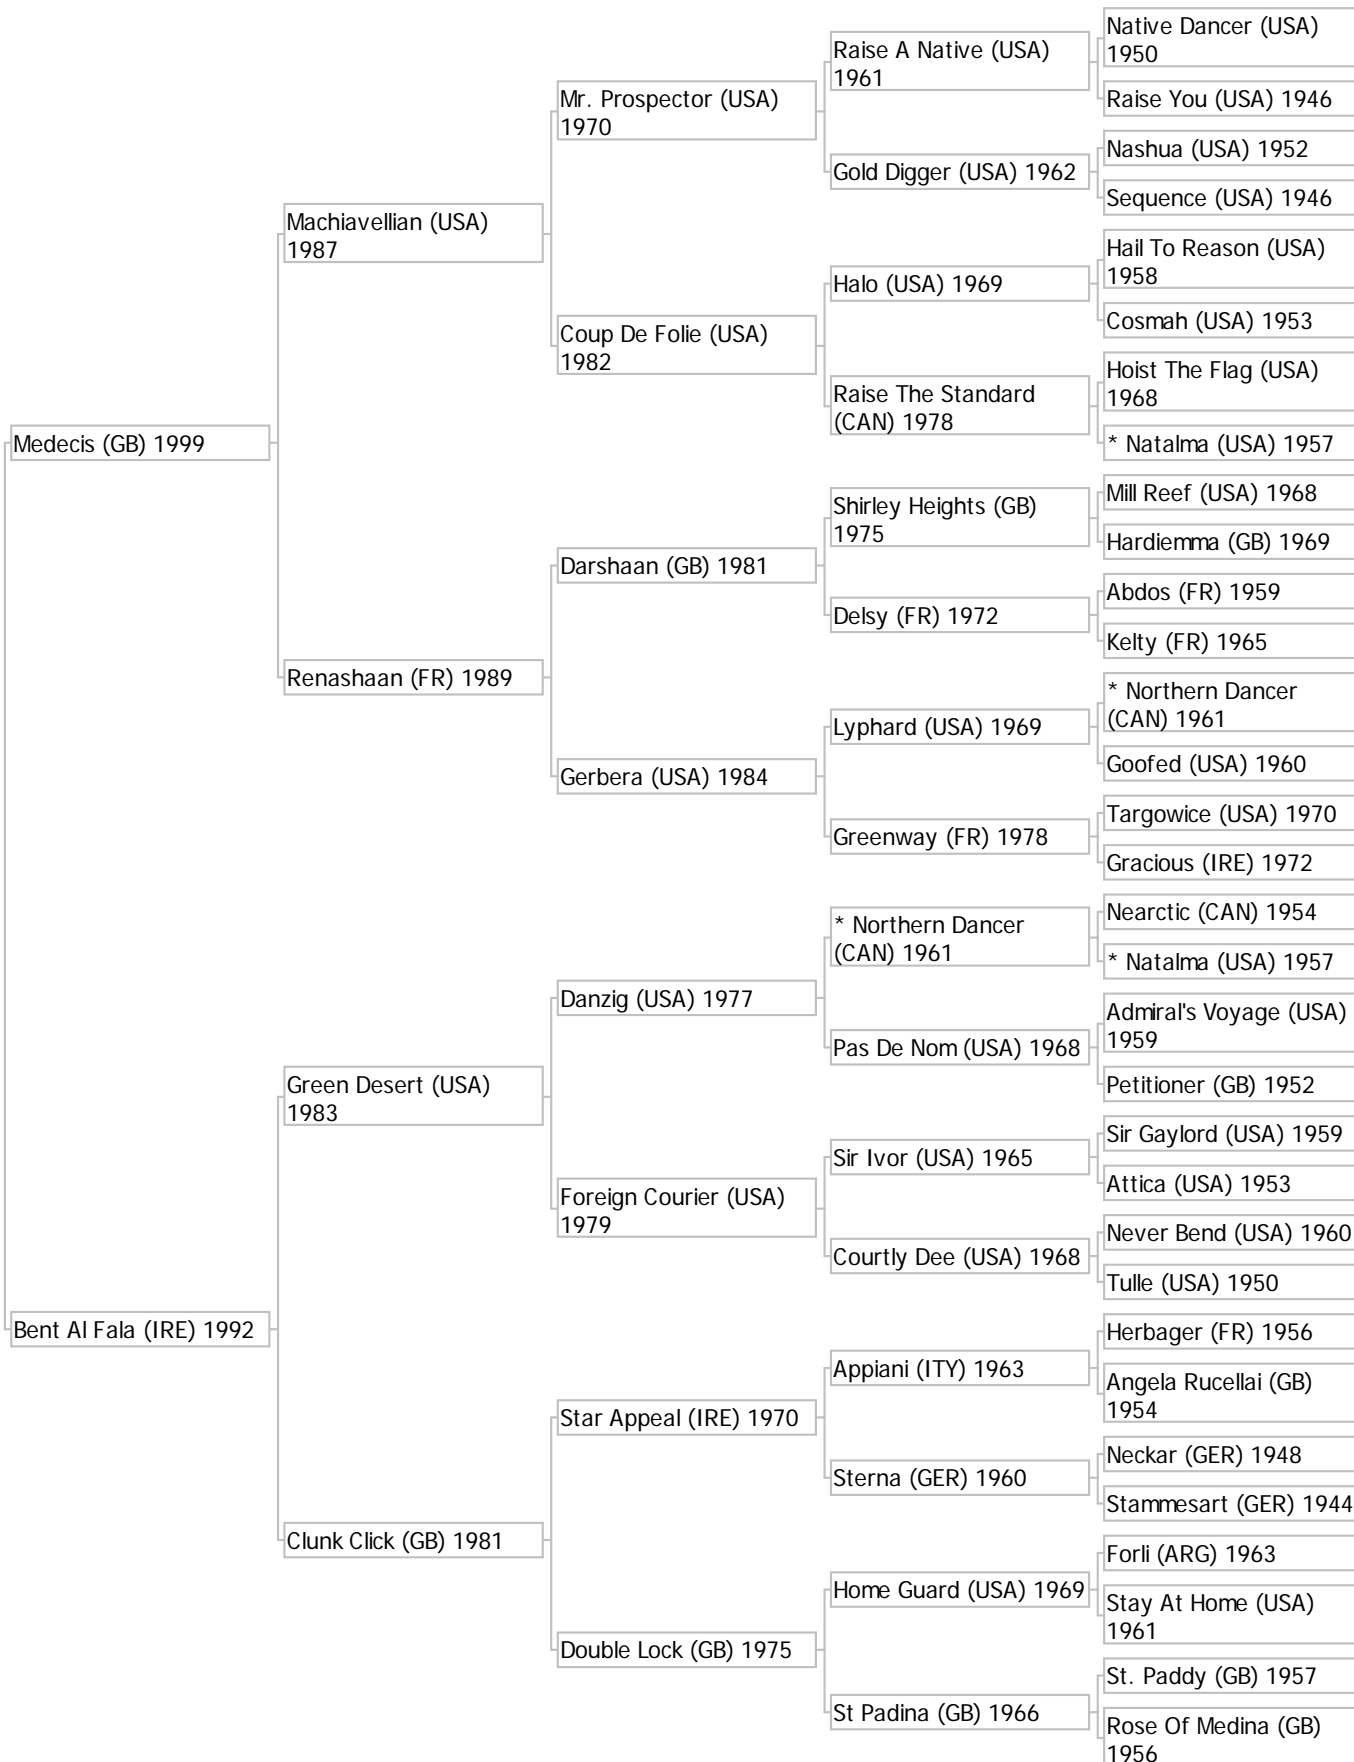 Native Dancer (USA)
1950
Raise A Native (USA)
1961
Mr. Prospector (USA)
1970
Raise You (USA) 1946
Nashua (USA) 1952
Gold Digger (USA) 1962
Sequence (USA) 1946
Machiavellian (USA)
1987
Hail To Reason (USA)
1958
Halo (USA) 1969
Cosmah (USA) 1953
Coup De Folie (USA)
1982
Hoist The Flag (USA)
1968
Raise The Standard
(CAN) 1978
* Natalma (USA) 1957
Medecis (GB) 1999
Mill Reef (USA) 1968
Shirley Heights (GB)
1975
Hardiemma (GB) 1969
Darshaan (GB) 1981
Abdos (FR) 1959
Delsy (FR) 1972
Kelty (FR) 1965
Renashaan (FR) 1989
* Northern Dancer
(CAN) 1961
Lyphard (USA) 1969
Goofed (USA) 1960
Gerbera (USA) 1984
Targowice (USA) 1970
Greenway (FR) 1978
Gracious (IRE) 1972
Nearctic (CAN) 1954
* Northern Dancer
(CAN) 1961
* Natalma (USA) 1957
Danzig (USA) 1977
Admiral's Voyage (USA)
1959
Pas De Nom (USA) 1968
Petitioner (GB) 1952
Green Desert (USA)
1983
Sir Gaylord (USA) 1959
Sir Ivor (USA) 1965
Attica (USA) 1953
Foreign Courier (USA)
1979
Never Bend (USA) 1960
Courtly Dee (USA) 1968
Tulle (USA) 1950
Bent Al Fala (IRE) 1992
Herbager (FR) 1956
Appiani (ITY) 1963
Angela Rucellai (GB)
1954
Star Appeal (IRE) 1970
Neckar (GER) 1948
Sterna (GER) 1960
Stammesart (GER) 1944
Clunk Click (GB) 1981
Forli (ARG) 1963
Home Guard (USA) 1969
Stay At Home (USA)
1961
Double Lock (GB) 1975
St. Paddy (GB) 1957
St Padina (GB) 1966
Rose Of Medina (GB)
1956